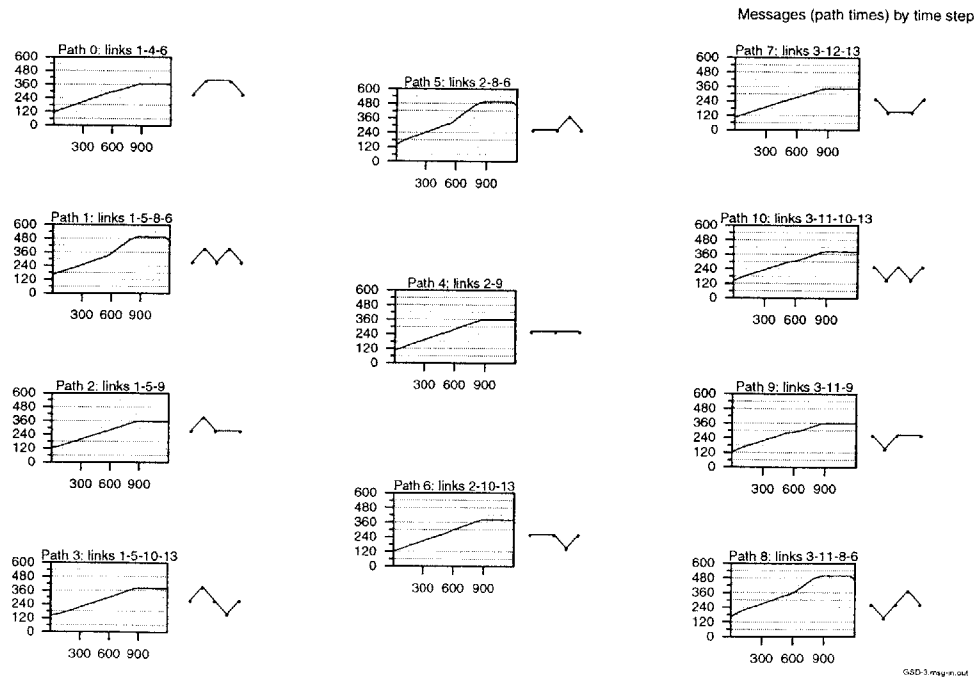 Messages (path times) by time step
Path 0: links 1-4-6
600
480
360
240
120
0
300 600 900
Path 1: links 1-5-8-6
600
480
360
240
120
0
300 600 900
Path 2: links 1-5-9
600
480
360
240
120
0
300 600 900
Path 3: links 1-5-10-13
600
480
360
240
120
0
300 600 900
Path 5: links 2-8-6
600
480
360
240
120
0
300 600 900
Path 4: links 2-9
600
480
360
240
120
0
300 600 900
Path 6: links 2-10-13
600
480
360
240
120
0
300 600 900
Path 7: links 3-12-13
600
480
360
240
120
0
300 600 900
Path 10: links 3-11-10-13
600
480
360
240
120
0
300 600 900
Path 9: links 3-11-9
600
480
360
240
120
0
300 600 900
Path 8: links 3-11-8-6
600
480
360
240
120
0
300 600 900
GSD-3.msg-in.out